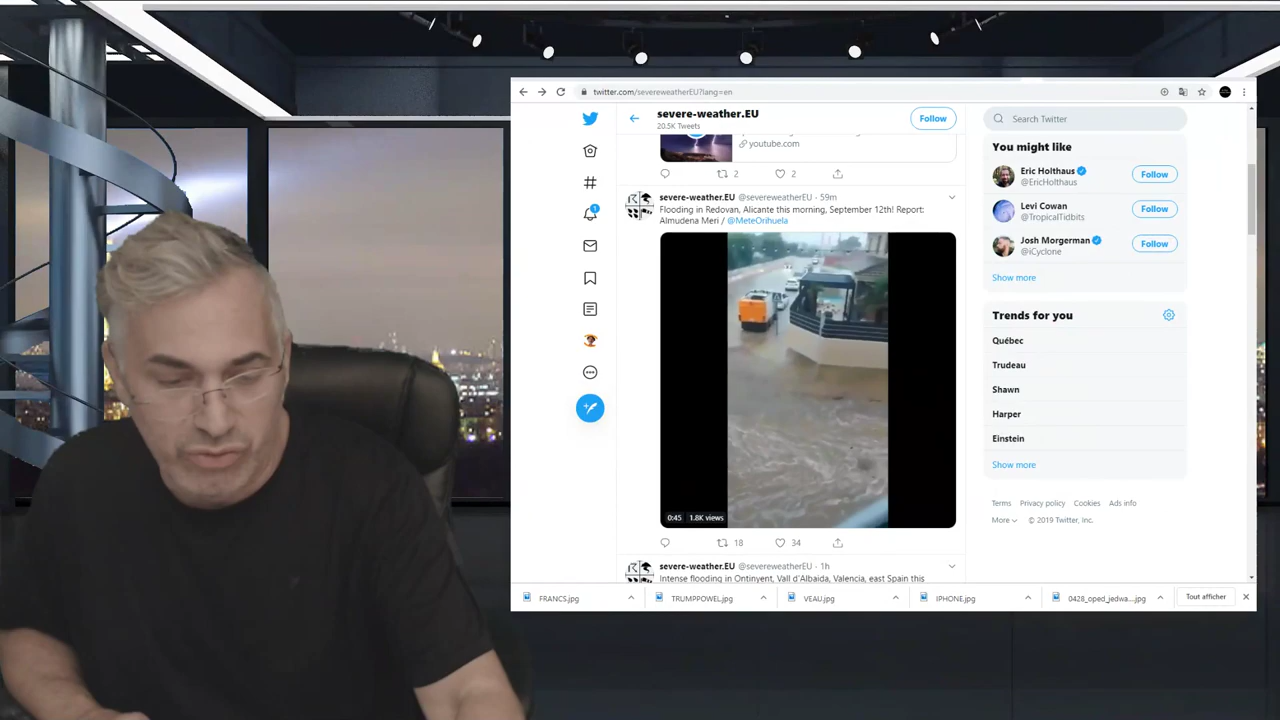 twitter.com/severeweatherEU?lang=en
severe-weather.EU
20.5K Tweets
Follow
Search Twitter
youtube.com
2
2
severe-weather.EU @severeweatherEU · 59m
Flooding in Redovan, Alicante this morning, September 12th! Report:
Almudena Meri / @MeteOrihuela
0:45
1.8K views
18
34
severe-weather.EU @severeweatherEU · 1h
Intense flooding in Ontinyent, Vall d'Albaida, Valencia, east Spain this
1
You might like
Eric Holthaus
@EricHolthaus
Follow
Levi Cowan
@TropicalTidbits
Follow
Josh Morgerman
@iCyclone
Follow
Show more
Trends for you
Québec
Trudeau
Shawn
Harper
Einstein
Show more
Terms Privacy policy Cookies Ads info
More © 2019 Twitter, Inc.
FRANCS.jpg
TRUMPPOWEL.jpg
VEAU.jpg
IPHONE.jpg
0428_oped_jedwa....jpg
Tout afficher